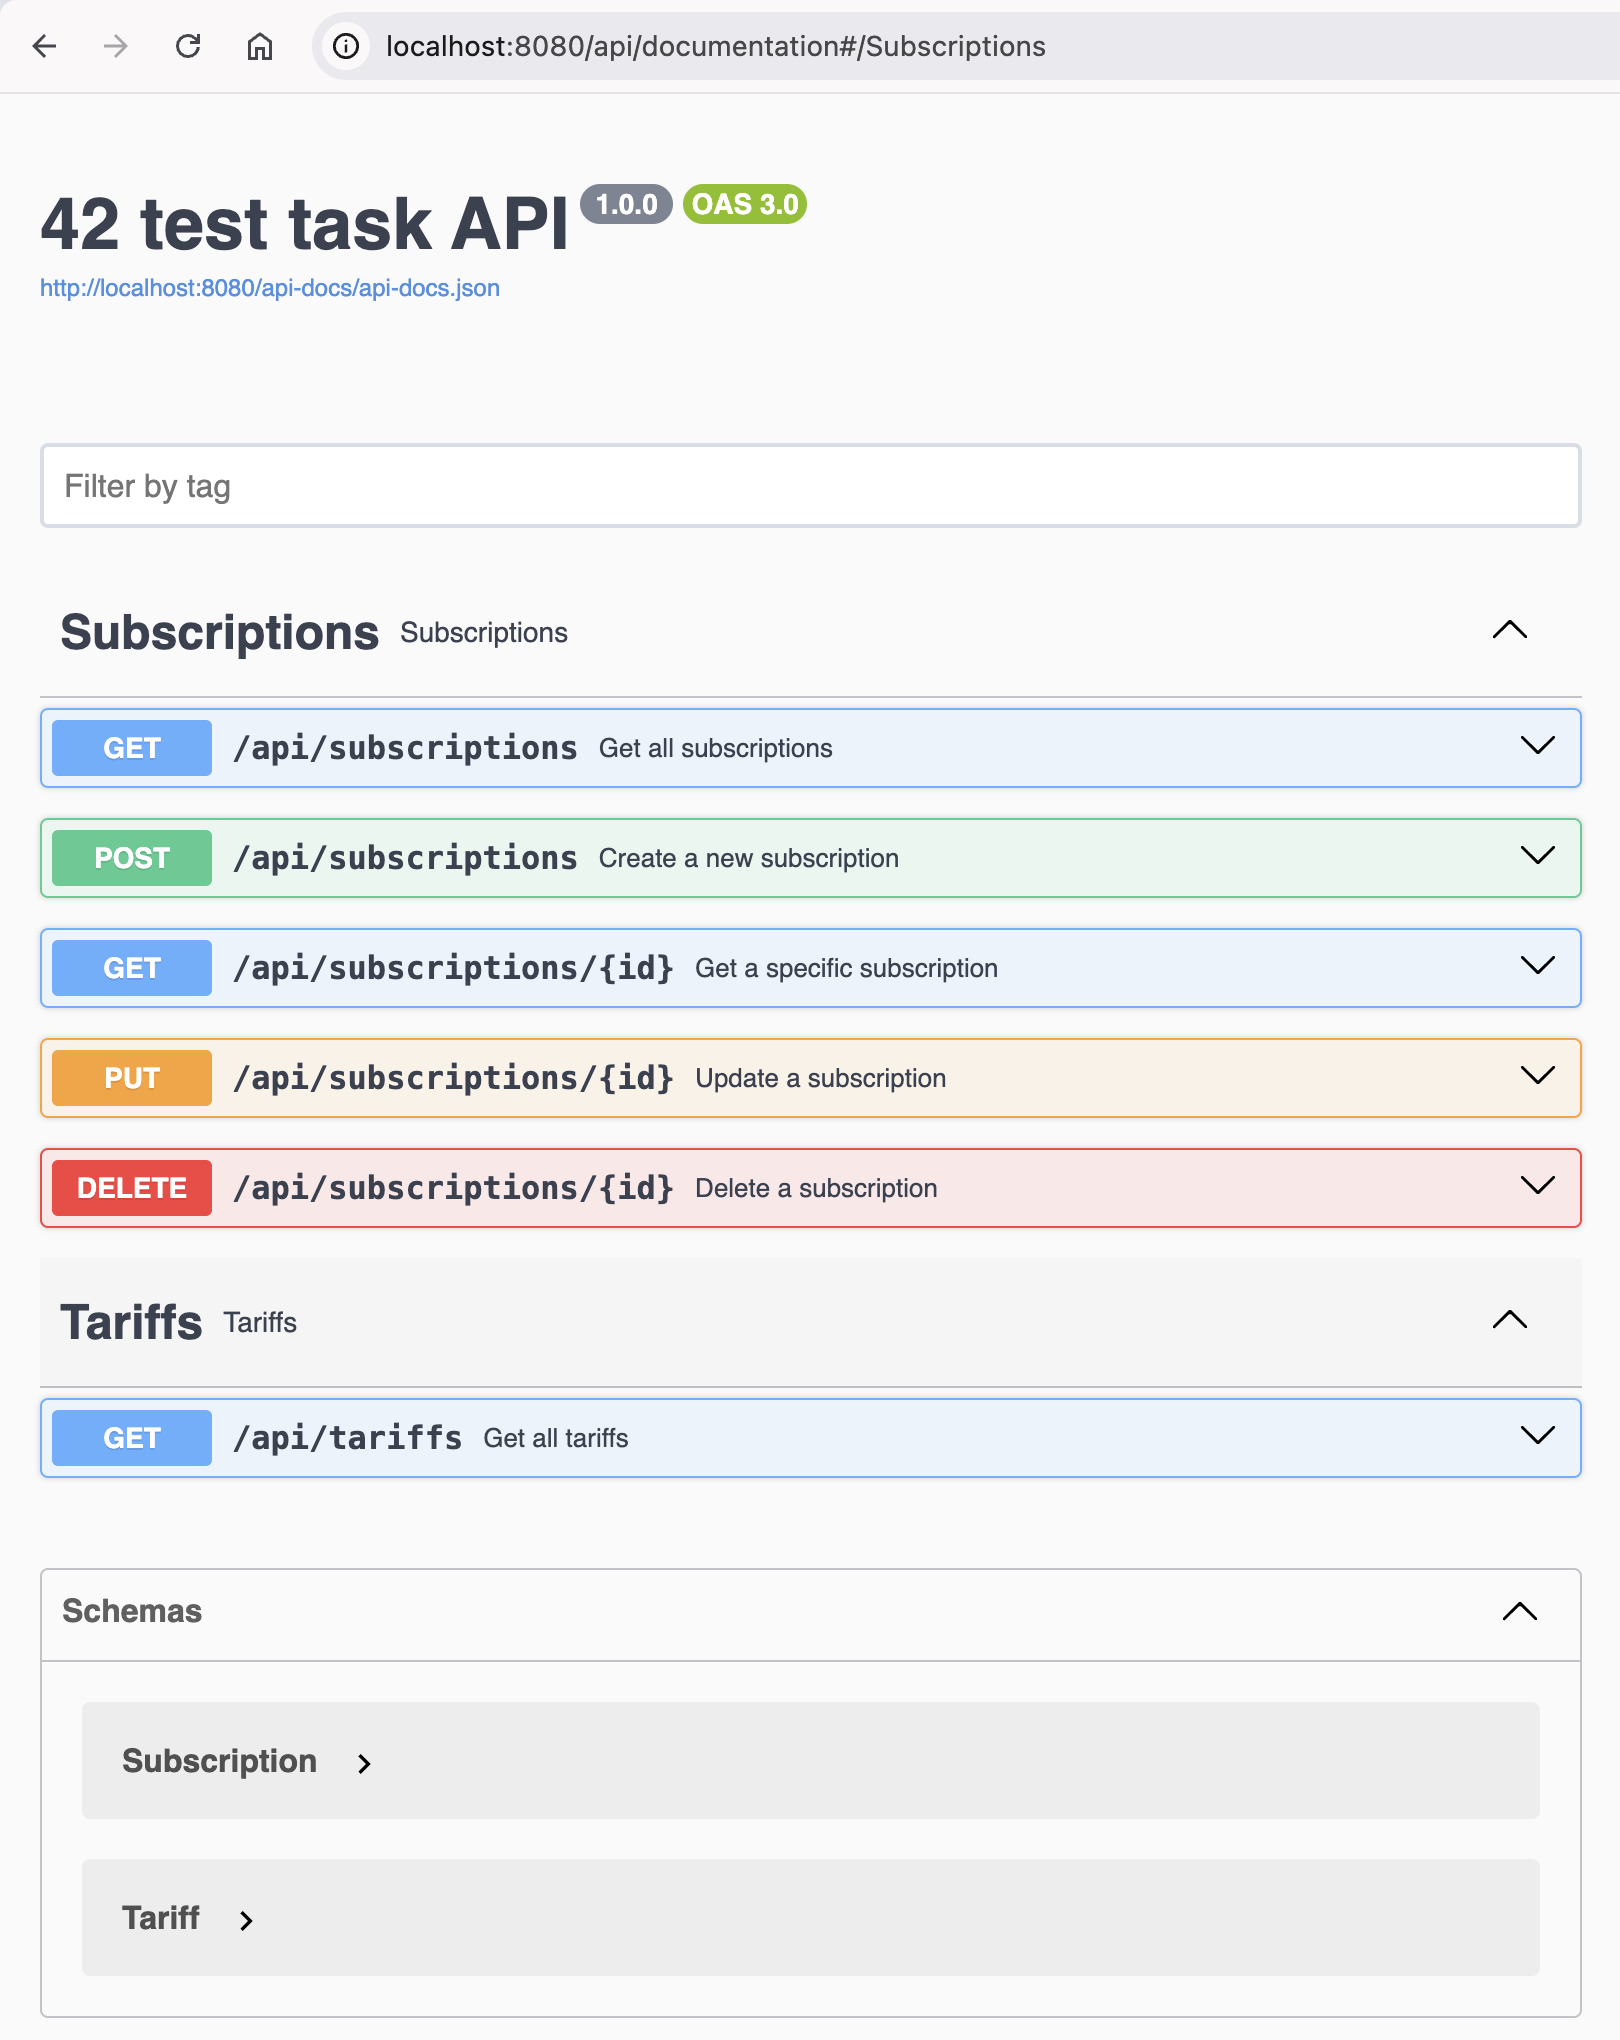 localhost:8080/api/documentation#/Subscriptions
42 test task API 1.0.0 OAS 3.0
http://localhost:8080/api-docs/api-docs.json
Filter by tag
Subscriptions Subscriptions
GET /api/subscriptions Get all subscriptions
POST /api/subscriptions Create a new subscription
GET /api/subscriptions/{id} Get a specific subscription
PUT /api/subscriptions/{id} Update a subscription
DELETE /api/subscriptions/{id} Delete a subscription
Tariffs Tariffs
GET /api/tariffs Get all tariffs
Schemas
Subscription
Tariff